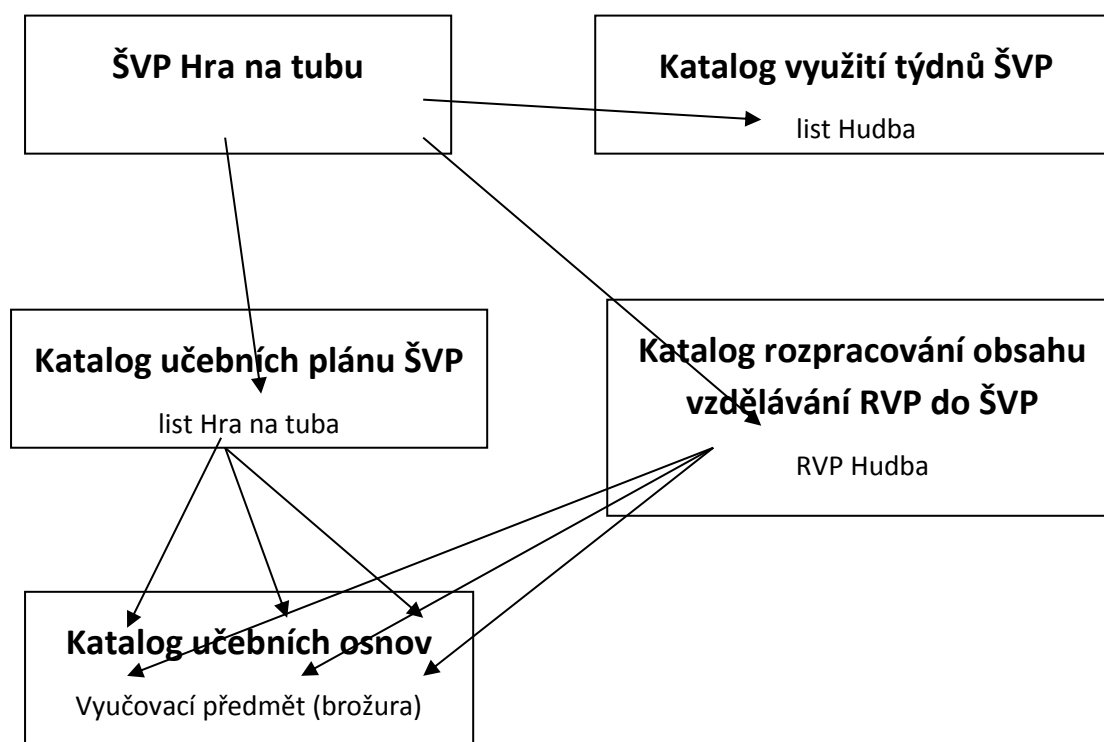 ŠVP Hra na tubu
Katalog využití týdnů ŠVP
list Hudba
Katalog učebních plánu ŠVP
list Hra na tuba
Katalog rozpracování obsahu
vzdělávání RVP do ŠVP
RVP Hudba
Katalog učebních osnov
Vyučovací předmět (brožura)